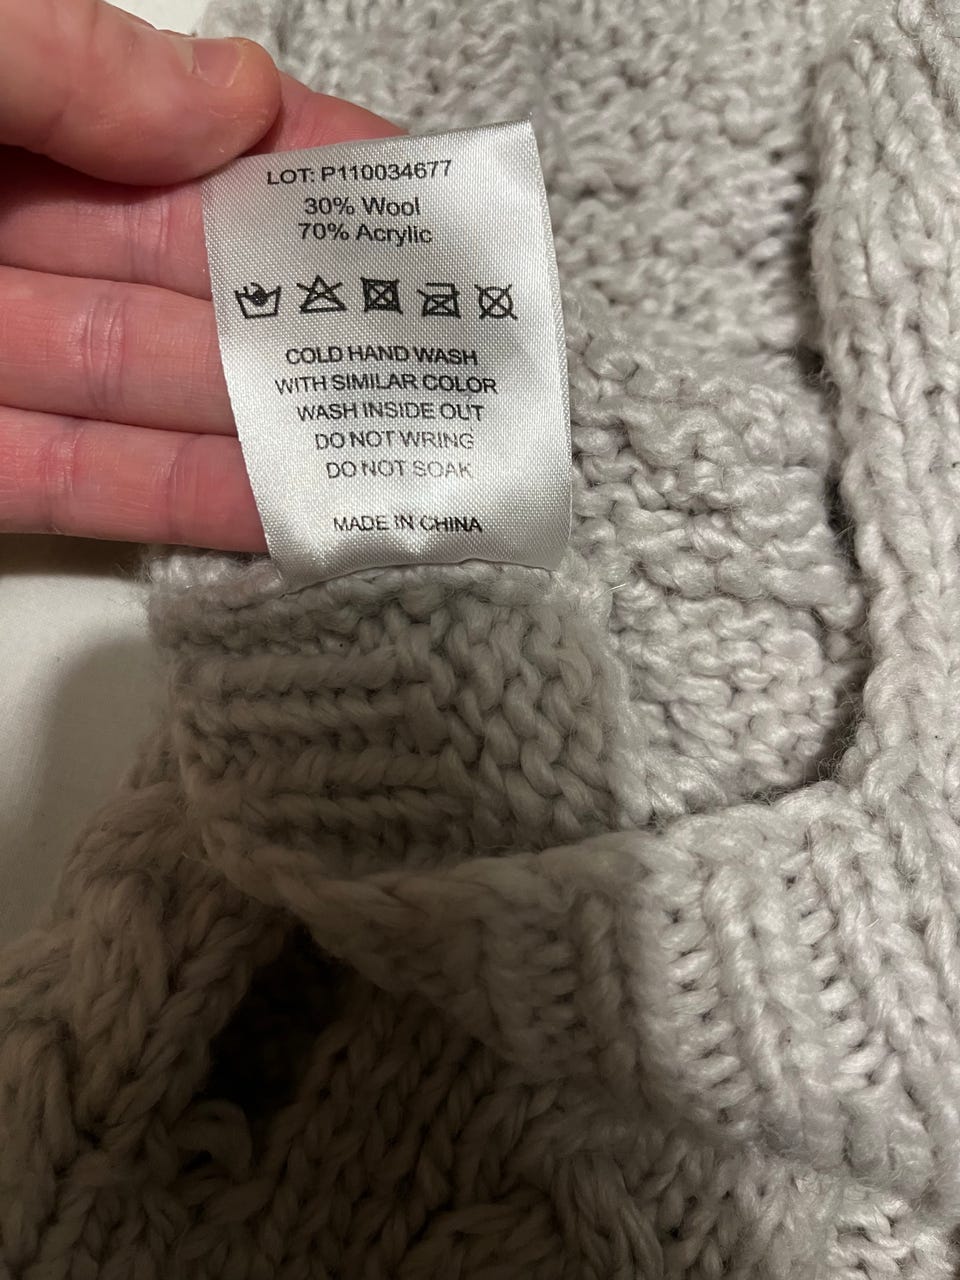 LOT: P110034677
30% Wool
70% Acrylic
COLD HAND WASH
WITH SIMILAR COLOR
WASH INSIDE OUT
DO NOT WRING
DO NOT SOAK
MADE IN CHINA